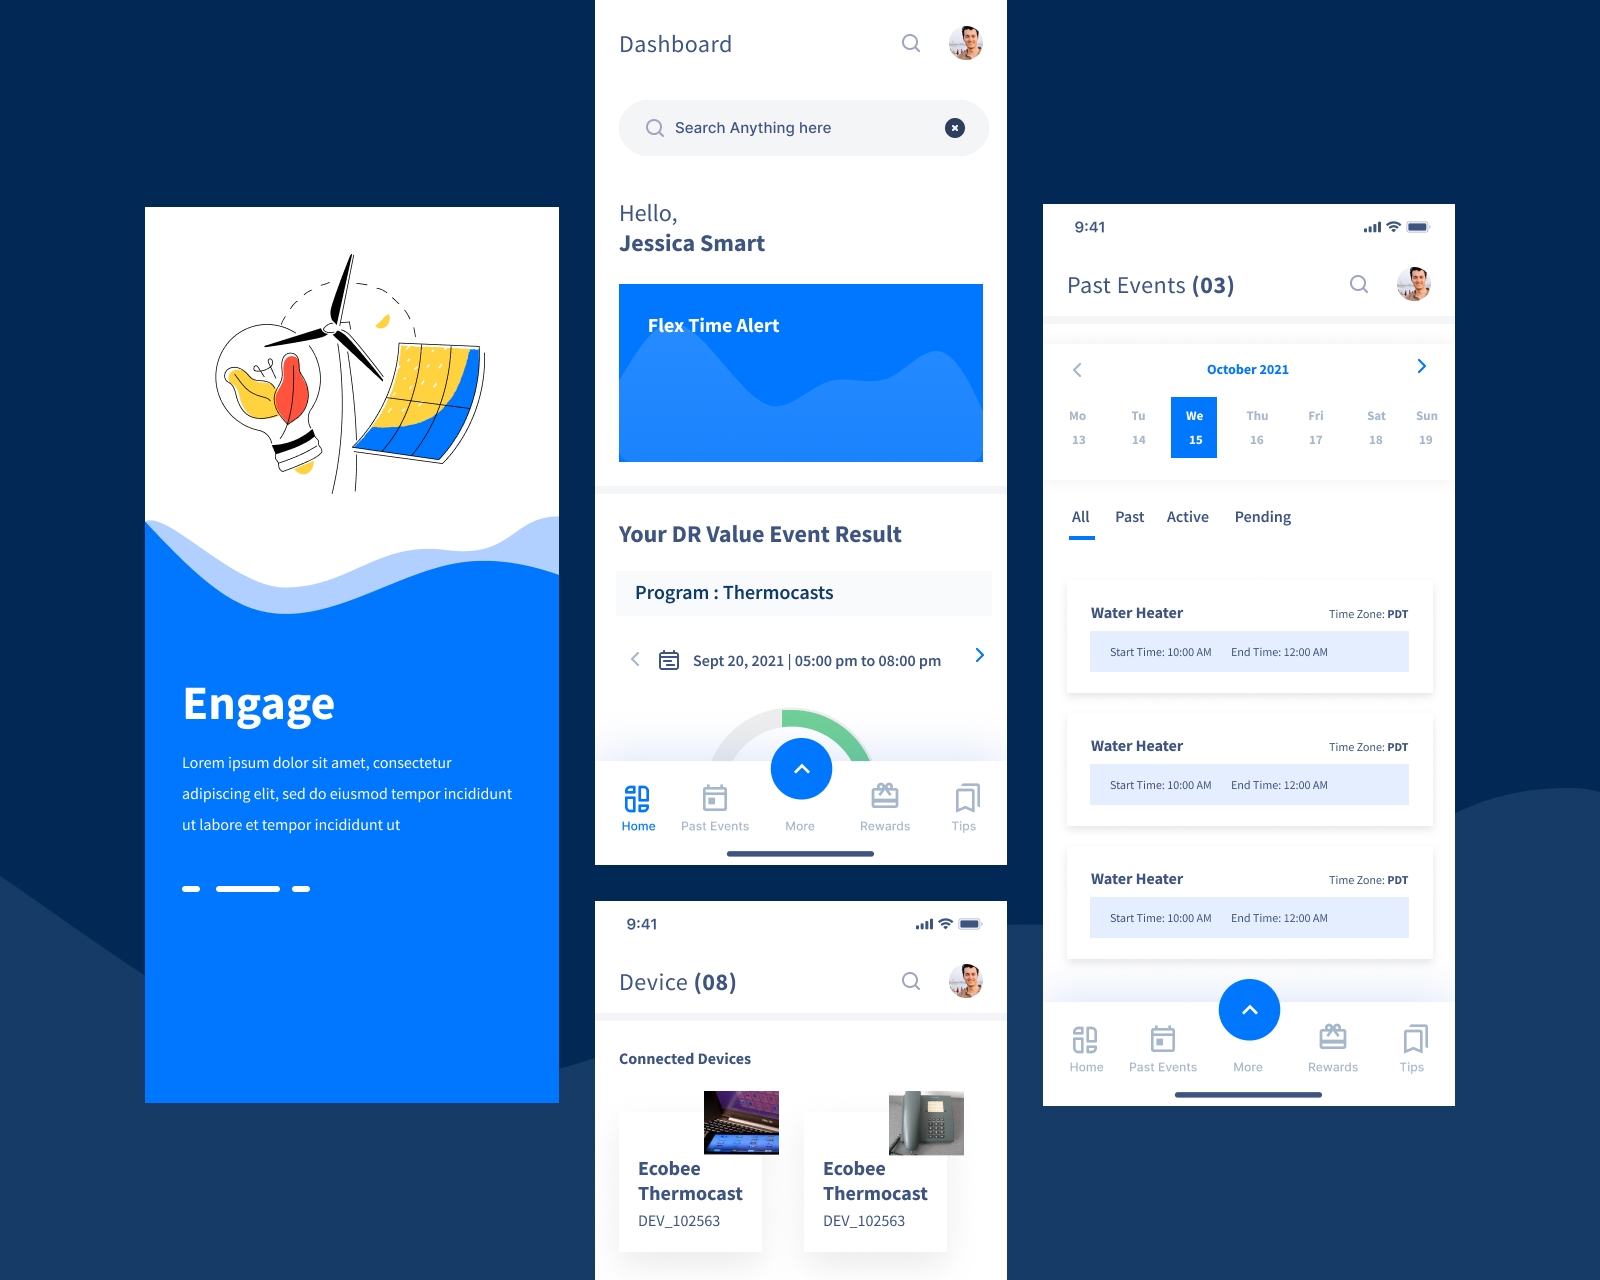 Engage
Lorem ipsum dolor sit amet, consectetur
adipiscing elit, sed do eiusmod tempor incididunt
ut labore et tempor incididunt ut
Dashboard
Search Anything here
Hello,
Jessica Smart
Flex Time Alert
Your DR Value Event Result
Program : Thermocasts
Sept 20, 2021 | 05:00 pm to 08:00 pm
Home Past Events More Rewards Tips
9:41
Device (08)
Connected Devices
Ecobee
Thermocast
DEV_102563
Ecobee
Thermocast
DEV_102563
9:41
Past Events (03)
October 2021
Mo Tu We Thu Fri Sat Sun
13 14 15 16 17 18 19
All Past Active Pending
Water Heater Time Zone: PDT
Start Time: 10:00 AM End Time: 12:00 AM
Water Heater Time Zone: PDT
Start Time: 10:00 AM End Time: 12:00 AM
Water Heater Time Zone: PDT
Start Time: 10:00 AM End Time: 12:00 AM
Home Past Events More Rewards Tips